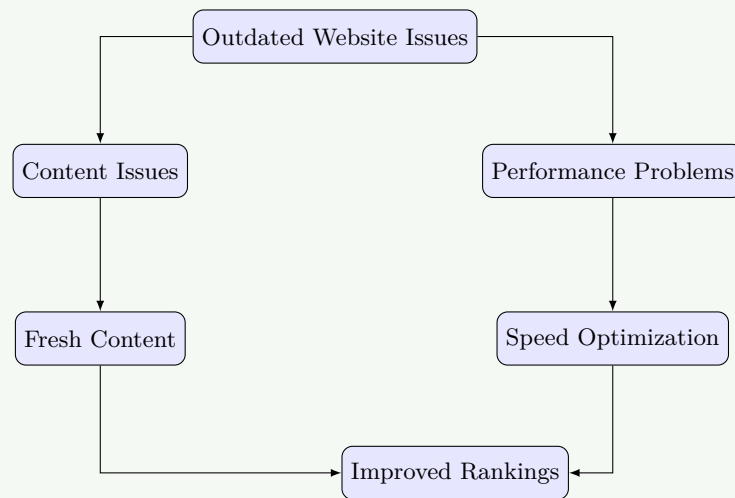 Outdated Website Issues
Content Issues
Performance Problems
Fresh Content
Speed Optimization
Improved Rankings